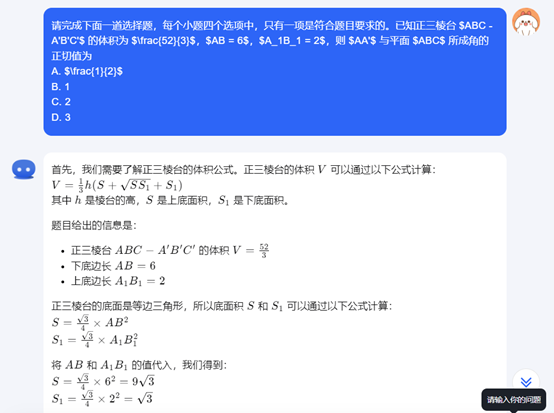 请完成下面一道选择题，每个小题四个选项中，只有一项是符合题目要求的。已知正三棱台 $ABC -
A'B'C'$ 的体积为 $\frac{52}{3}$，$AB = 6$，$A_1B_1 = 2$，则 $AA'$ 与平面 $ABC$ 所成角的
正切值为
A. $\frac{1}{2}$
B. 1
C. 2
D. 3
首先，我们需要了解正三棱台的体积公式。正三棱台的体积 V 可以通过以下公式计算：
V = \frac{1}{3}h(S + \sqrt{SS_1} + S_1)
其中 h 是棱台的高，S 是上底面积，S_1 是下底面积。
题目给出的信息是：
• 正三棱台 ABC − A'B'C' 的体积 V = \frac{52}{3}
• 下底边长 AB = 6
• 上底边长 A_1B_1 = 2
正三棱台的底面是等边三角形，所以底面积 S 和 S_1 可以通过以下公式计算：
S = \frac{\sqrt{3}}{4} × AB^2
S_1 = \frac{\sqrt{3}}{4} × A_1B_1^2
将 AB 和 A_1B_1 的值代入，我们得到：
S = \frac{\sqrt{3}}{4} × 6^2 = 9\sqrt{3}
S_1 = \frac{\sqrt{3}}{4} × 2^2 = \sqrt{3}
请输入你的问题